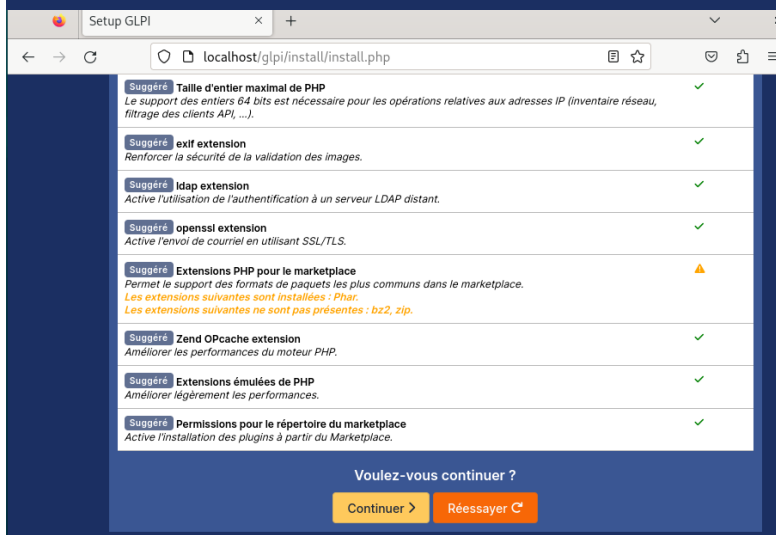 Setup GLPI
localhost/glpi/install/install.php
Suggéré Taille d'entier maximal de PHP
Le support des entiers 64 bits est nécessaire pour les opérations relatives aux adresses IP (inventaire réseau,
filtrage des clients API, ...).
Suggéré exif extension
Renforcer la sécurité de la validation des images.
Suggéré ldap extension
Active l'utilisation de l'authentification à un serveur LDAP distant.
Suggéré openssl extension
Active l'envoi de courriel en utilisant SSL/TLS.
Suggéré Extensions PHP pour le marketplace
Permet le support des formats de paquets les plus communs dans le marketplace.
Les extensions suivantes sont installées : Phar.
Les extensions suivantes ne sont pas présentes : bz2, zip.
Suggéré Zend OPcache extension
Améliorer les performances du moteur PHP.
Suggéré Extensions émulées de PHP
Améliorer légèrement les performances.
Suggéré Permissions pour le répertoire du marketplace
Active l'installation des plugins à partir du Marketplace.
Voulez-vous continuer ?
Continuer
Réessayer